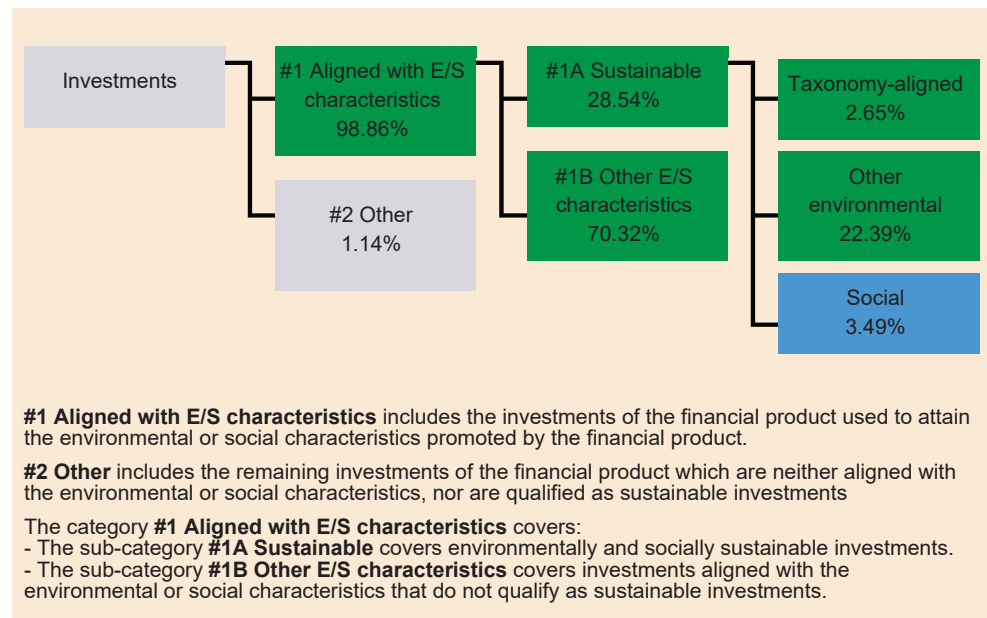 Investments
#1 Aligned with E/S
characteristics
98.86%
#2 Other
1.14%
#1A Sustainable
28.54%
#1B Other E/S
characteristics
70.32%
Taxonomy-aligned
2.65%
Other
environmental
22.39%
Social
3.49%
#1 Aligned with E/S characteristics includes the investments of the financial product used to attain
the environmental or social characteristics promoted by the financial product.
#2 Other includes the remaining investments of the financial product which are neither aligned with
the environmental or social characteristics, nor are qualified as sustainable investments
The category #1 Aligned with E/S characteristics covers:
- The sub-category #1A Sustainable covers environmentally and socially sustainable investments.
- The sub-category #1B Other E/S characteristics covers investments aligned with the
environmental or social characteristics that do not qualify as sustainable investments.